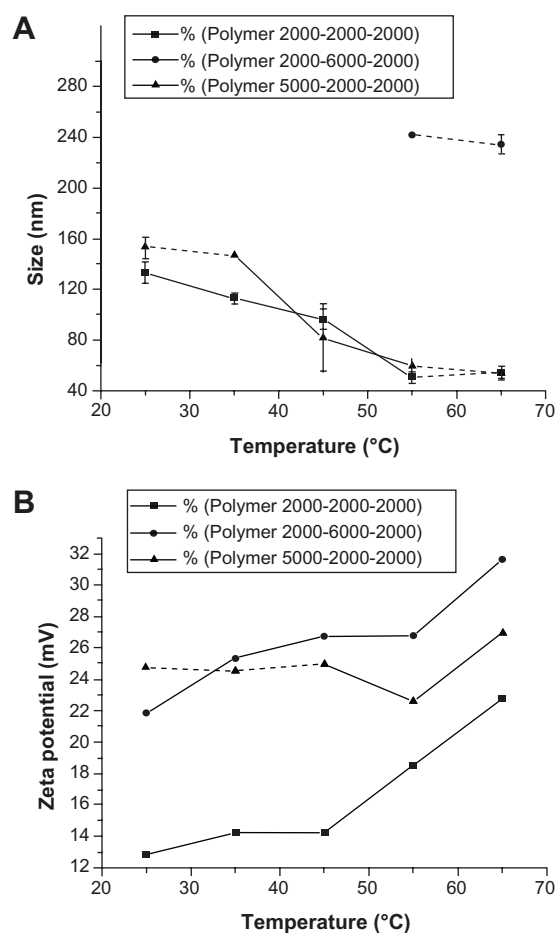 A
% (Polymer 2000-2000-2000)
% (Polymer 2000-6000-2000)
% (Polymer 5000-2000-2000)
280
240
200
160
120
80
40
Size (nm)
20 30 40 50 60 70
Temperature (°C)
B
% (Polymer 2000-2000-2000)
% (Polymer 2000-6000-2000)
% (Polymer 5000-2000-2000)
32
30
28
26
24
22
20
18
16
14
12
Zeta potential (mV)
20 30 40 50 60 70
Temperature (°C)